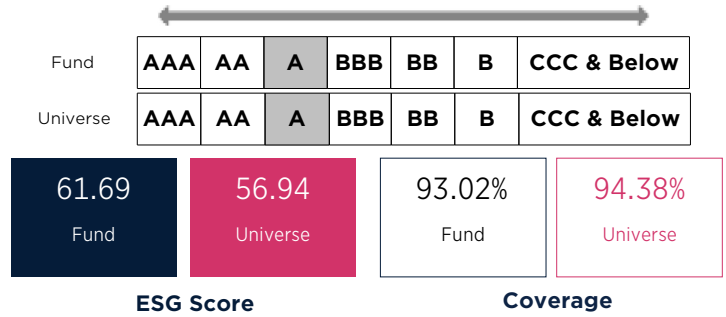 Fund AAA AA A BBB BB B CCC & Below
Universe AAA AA A BBB BB B CCC & Below
61.69 56.94 93.02% 94.38%
Fund Universe Fund Universe
ESG Score Coverage